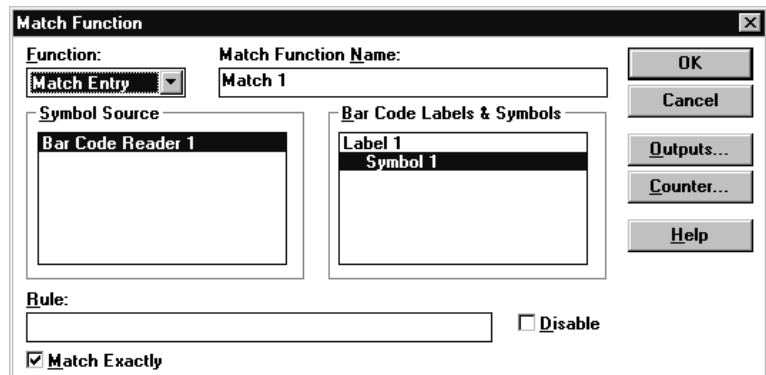 Match Function
Function:
Match Function Name:
OK
Match Entry
Match 1
Cancel
Symbol Source
Bar Code Labels & Symbols
Bar Code Reader 1
Label 1
Symbol 1
Outputs...
Counter...
Help
Rule:
Disable
Match Exactly